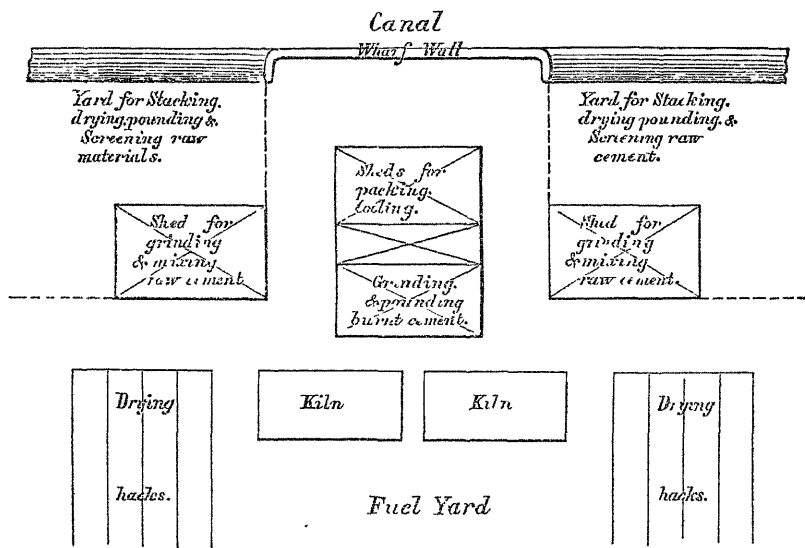 Canal
Wharf Wall
Yard for Stacking,
drying, pounding &
Screening raw
materials.
Yard for Stacking,
drying pounding, &
Screening raw
cement.
Sheds for
packing,
tooling.
Shed for
grinding
& mixing
raw cement
Shed for
grinding
& mixing
raw cement.
Grinding,
& pounding
burnt cement.
Drying
hacks.
Kiln
Kiln
Drying
hacks.
Fuel Yard